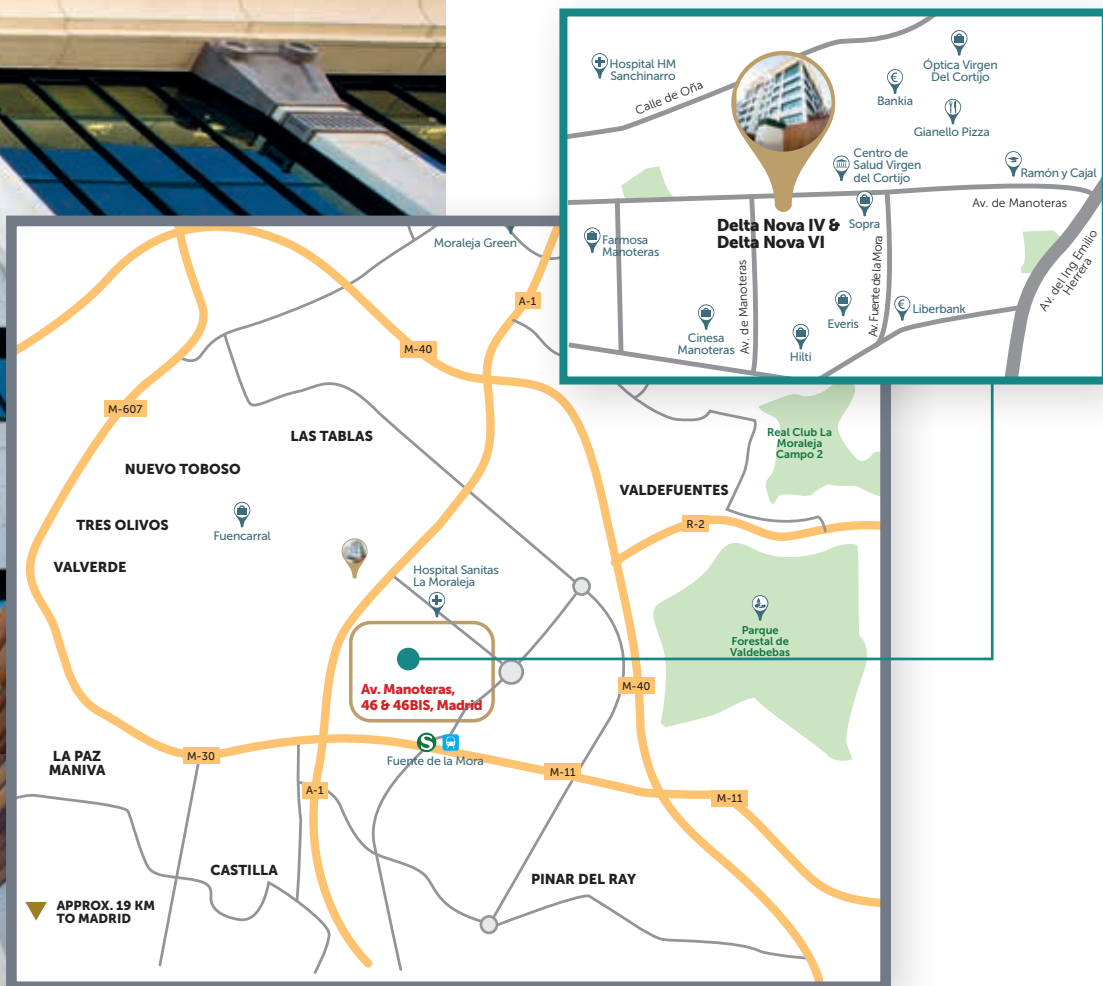 Hospital HM
Sanchinarro
Calle de Oña
Óptica Virgen
Del Cortijo
Bankia
Gianello Pizza
Centro de
Salud Virgen
del Cortijo
Ramón y Cajal
Av. de Manoteras
Sopra
Delta Nova IV &
Delta Nova VI
Farmosa
Manoteras
Av. de Manoteras
Av. Fuente de la Mora
Av. del Ing Emilio
Herrera
Everis
Liberbank
Cinesa
Manoteras
Hilti
Moraleja Green
A-1
M-40
M-607
LAS TABLAS
NUEVO TOBOSO
TRES OLIVOS
VALVERDE
Fuencarral
Real Club La
Moraleja
Campo 2
VALDEFUENTES
R-2
Hospital Sanitas
La Moraleja
Parque
Forestal de
Valdebebas
Av. Manoteras,
46 & 46BIS, Madrid
M-40
S
Fuente de la Mora
LA PAZ
MANIVA
M-30
M-11
A-1
M-11
CASTILLA
PINAR DEL RAY
APPROX. 19 KM
TO MADRID